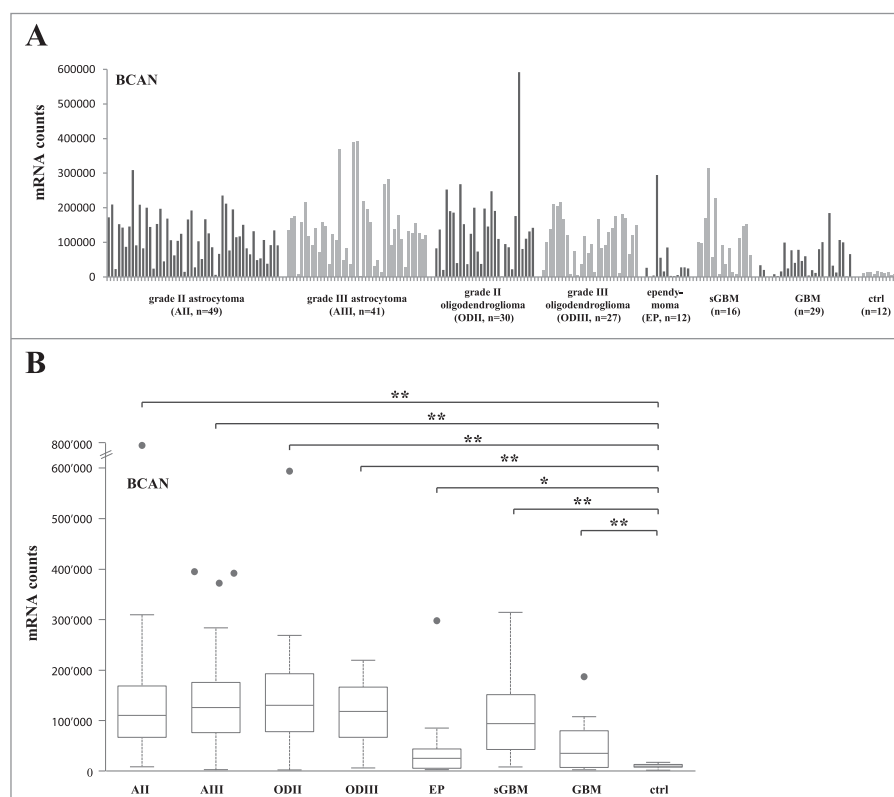 A
BCAN
mRNA counts
600000
500000
400000
300000
200000
100000
0
grade II astrocytoma
(AII, n=49)
grade III astrocytoma
(AIII, n=41)
grade II
oligodendroglioma
(ODII, n=30)
grade III
oligodendroglioma
(ODIII, n=27)
ependy-
moma
(EP, n=12)
sGBM
(n=16)
GBM
(n=29)
ctrl
(n=12)
B
BCAN
mRNA counts
800'000
600'000
500'000
400'000
300'000
200'000
100'000
0
**
**
**
**
*
**
**
AII AIII ODII ODIII EP sGBM GBM ctrl